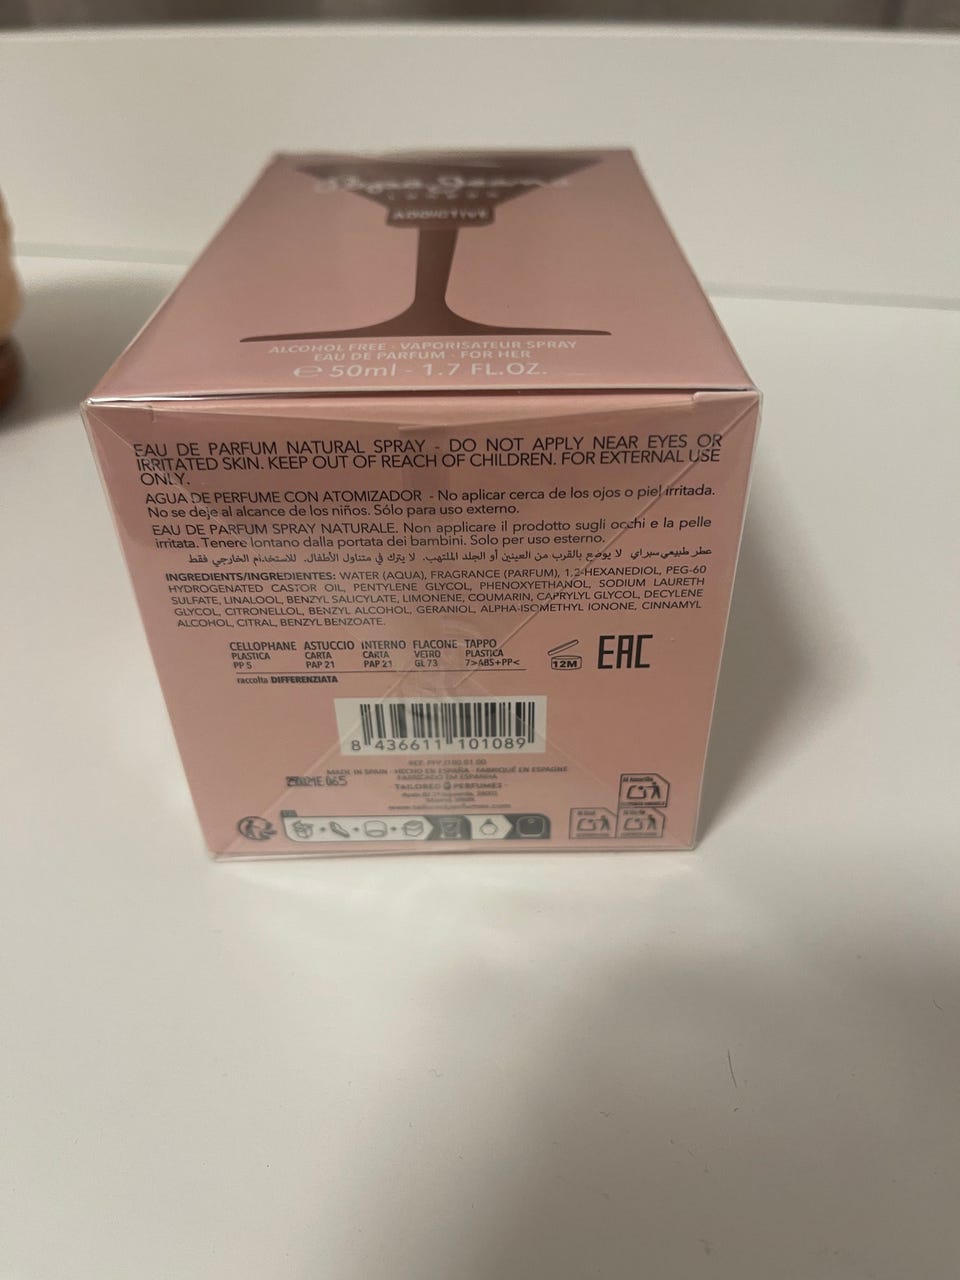 Pepe Jeans
LONDON
ADDICTIVE
ALCOHOL FREE · VAPORISATEUR SPRAY
EAU DE PARFUM · FOR HER
℮ 50ml - 1.7 FL.OZ.
EAU DE PARFUM NATURAL SPRAY - DO NOT APPLY NEAR EYES OR
IRRITATED SKIN. KEEP OUT OF REACH OF CHILDREN. FOR EXTERNAL USE
ONLY.
AGUA DE PERFUME CON ATOMIZADOR - No aplicar cerca de los ojos o piel irritada.
No se deje al alcance de los niños. Sólo para uso externo.
EAU DE PARFUM SPRAY NATURALE. Non applicare il prodotto sugli occhi e la pelle
irritata. Tenere lontano dalla portata dei bambini. Solo per uso esterno.
عطر طبيعي سبراي لا يوضع بالقرب من العينين أو الجلد الملتهب. لا يترك في متناول الأطفال. للاستخدام الخارجي فقط
INGREDIENTS/INGREDIENTES: WATER (AQUA), FRAGRANCE (PARFUM), 1,2-HEXANEDIOL, PEG-60
HYDROGENATED CASTOR OIL, PENTYLENE GLYCOL, PHENOXYETHANOL, SODIUM LAURETH
SULFATE, LINALOOL, BENZYL SALICYLATE, LIMONENE, COUMARIN, CAPRYLYL GLYCOL, DECYLENE
GLYCOL, CITRONELLOL, BENZYL ALCOHOL, GERANIOL, ALPHA-ISOMETHYL IONONE, CINNAMYL
ALCOHOL, CITRAL, BENZYL BENZOATE.
CELLOPHANE ASTUCCIO INTERNO FLACONE TAPPO
PLASTICA CARTA CARTA VETRO PLASTICA
PP 5 PAP 21 PAP 21 GL 73 7>ABS+PP<
raccolta DIFFERENZIATA
12M
EAC
8 436611 101089
MADE IN SPAIN · HECHO EN ESPAÑA · FABRIQUÉ EN ESPAGNE
FABRICADO EM ESPANHA
TAILORED PERFUMES
www.tailoredperfumes.com